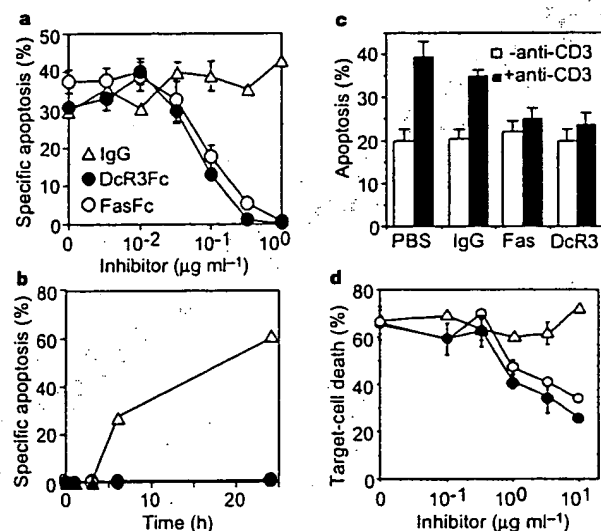 a
Specific apoptosis (%)
50
40
30
20
10
0
△ IgG
● DcR3Fc
○ FasFc
0 10⁻² 10⁻¹ 10⁰
Inhibitor (μg ml⁻¹)
c
Apoptosis (%)
40
20
0
□ -anti-CD3
■ +anti-CD3
PBS IgG Fas DcR3
b
Specific apoptosis (%)
80
60
40
20
0
0 10 20
Time (h)
d
Target-cell death (%)
80
60
40
20
0
0 10⁻¹ 10⁰ 10¹
Inhibitor (μg ml⁻¹)